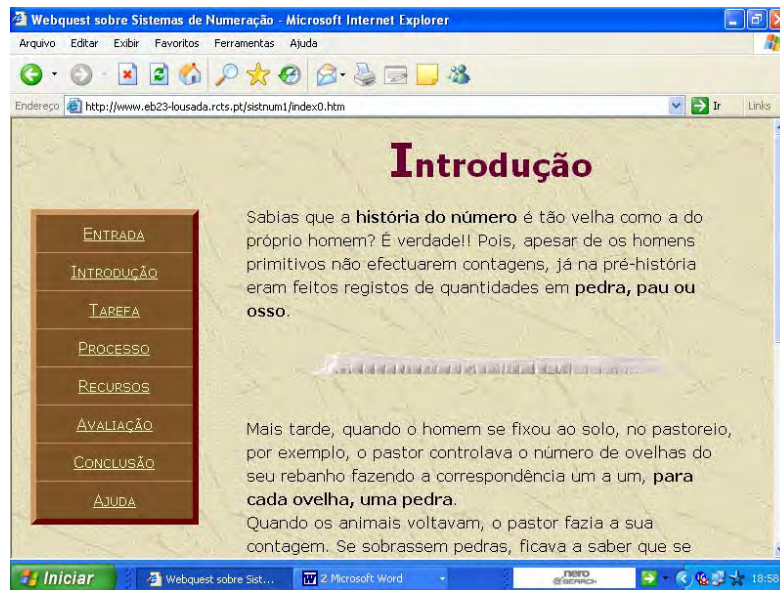 Webquest sobre Sistemas de Numeração - Microsoft Internet Explorer
Arquivo Editar Exibir Favoritos Ferramentas Ajuda
Endereço http://www.eb23-lousada.rcts.pt/sistnum1/index0.htm Ir Links
Introdução
ENTRADA
INTRODUÇÃO
TAREFA
PROCESSO
RECURSOS
AVALIAÇÃO
CONCLUSÃO
AJUDA
Sabias que a história do número é tão velha como a do
próprio homem? É verdade!! Pois, apesar de os homens
primitivos não efectuarem contagens, já na pré-história
eram feitos registos de quantidades em pedra, pau ou
osso.
Mais tarde, quando o homem se fixou ao solo, no pastoreio,
por exemplo, o pastor controlava o número de ovelhas do
seu rebanho fazendo a correspondência um a um, para
cada ovelha, uma pedra.
Quando os animais voltavam, o pastor fazia a sua
contagem. Se sobrassem pedras, ficava a saber que se
Iniciar Webquest sobre Sist... 2 Microsoft Word nero SEARCH 18:58